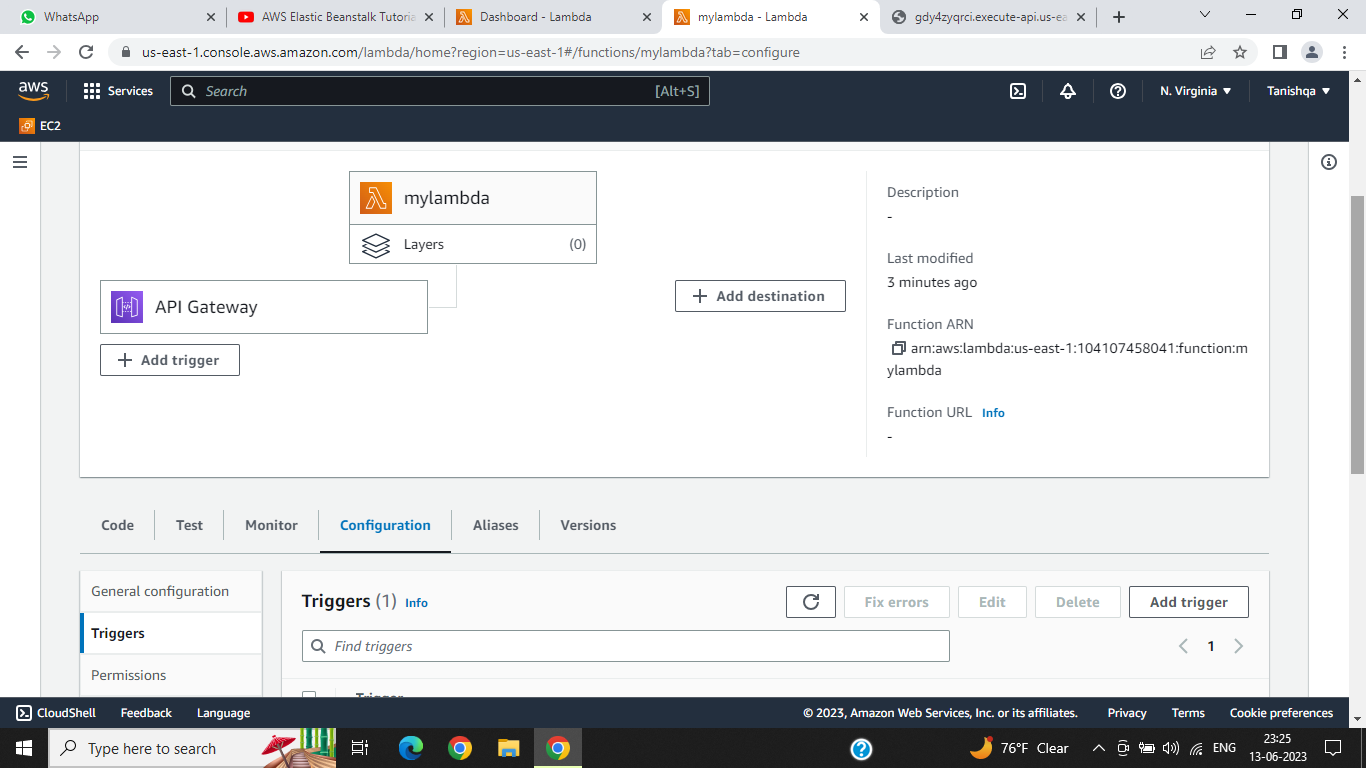 WhatsApp
AWS Elastic Beanstalk Tutoria
Dashboard - Lambda
mylambda - Lambda
gdy4zyqrci.execute-api.us-ea
us-east-1.console.aws.amazon.com/lambda/home?region=us-east-1#/functions/mylambda?tab=configure
aws
Services
Search
[Alt+S]
N. Virginia
Tanishqa
EC2
mylambda
Layers (0)
API Gateway
Add trigger
Add destination
Description
-
Last modified
3 minutes ago
Function ARN
arn:aws:lambda:us-east-1:104107458041:function:m
ylambda
Function URL Info
-
Code
Test
Monitor
Configuration
Aliases
Versions
General configuration
Triggers
Permissions
Triggers (1) Info
Fix errors
Edit
Delete
Add trigger
Find triggers
1
Trigger
CloudShell
Feedback
Language
© 2023, Amazon Web Services, Inc. or its affiliates.
Privacy
Terms
Cookie preferences
Type here to search
76°F Clear
ENG
23:25
13-06-2023